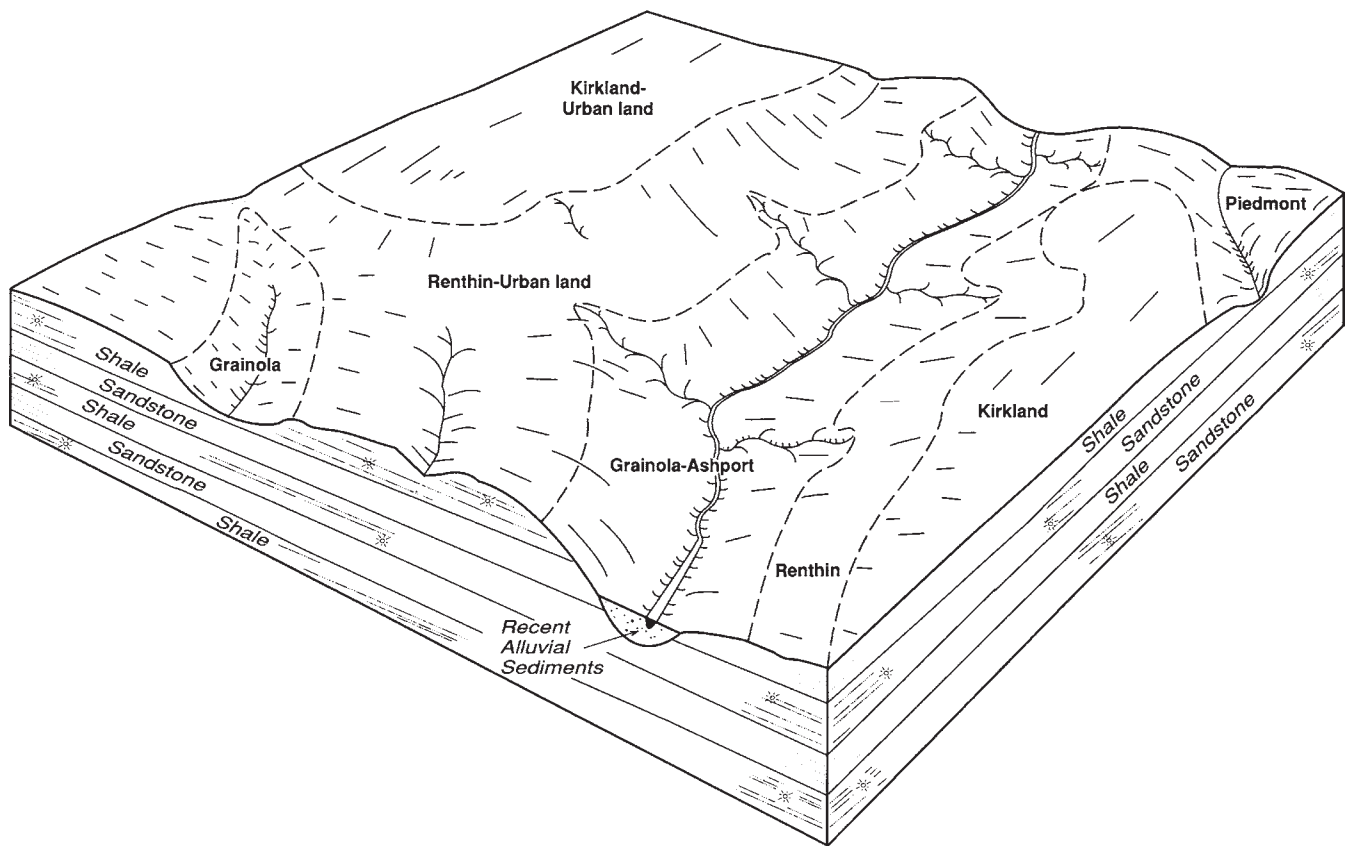 Kirkland-
Urban land
Piedmont
Renthin-Urban land
Grainola
Shale
Sandstone
Shale
Sandstone
Shale
Kirkland
Grainola-Ashport
Renthin
Recent
Alluvial
Sediments
Shale
Sandstone
Shale
Sandstone